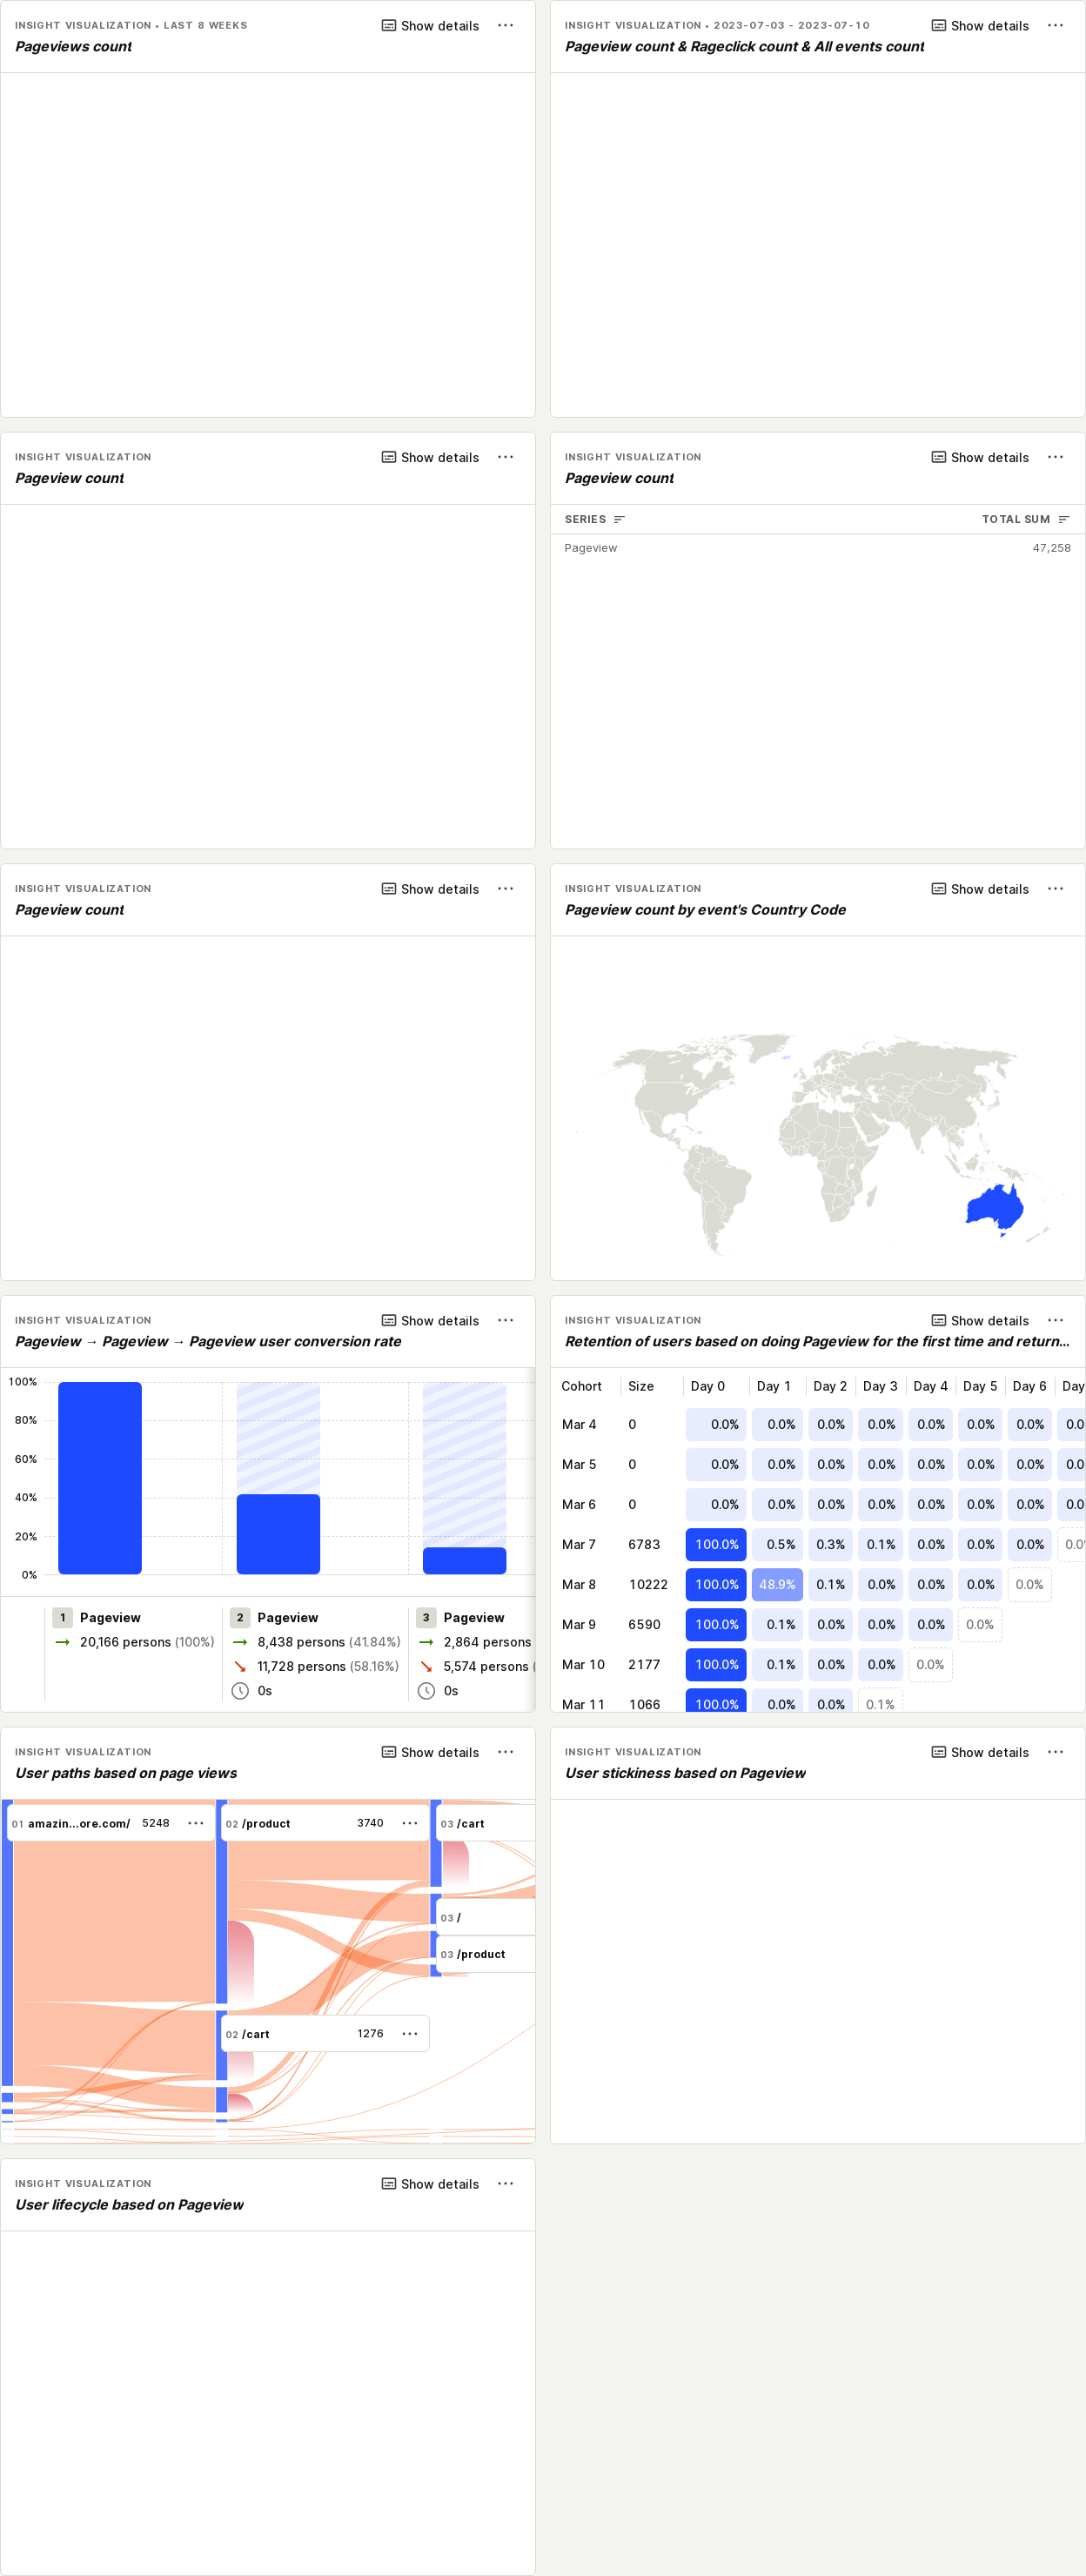 INSIGHT VISUALIZATION • LAST 8 WEEKS
Show details
Pageviews count
INSIGHT VISUALIZATION • 2023-07-03 - 2023-07-10
Show details
Pageview count & Rageclick count & All events count
INSIGHT VISUALIZATION
Show details
Pageview count
INSIGHT VISUALIZATION
Show details
Pageview count
SERIES TOTAL SUM
Pageview 47,258
INSIGHT VISUALIZATION
Show details
Pageview count
INSIGHT VISUALIZATION
Show details
Pageview count by event's Country Code
INSIGHT VISUALIZATION
Show details
Pageview → Pageview → Pageview user conversion rate
100%
80%
60%
40%
20%
0%
1 Pageview
20,166 persons (100%)
2 Pageview
8,438 persons (41.84%)
11,728 persons (58.16%)
0s
3 Pageview
2,864 persons
5,574 persons (
0s
INSIGHT VISUALIZATION
Show details
Retention of users based on doing Pageview for the first time and return...
Cohort Size Day 0 Day 1 Day 2 Day 3 Day 4 Day 5 Day 6 Day
Mar 4 0 0.0% 0.0% 0.0% 0.0% 0.0% 0.0% 0.0% 0.0
Mar 5 0 0.0% 0.0% 0.0% 0.0% 0.0% 0.0% 0.0% 0.0
Mar 6 0 0.0% 0.0% 0.0% 0.0% 0.0% 0.0% 0.0% 0.0
Mar 7 6783 100.0% 0.5% 0.3% 0.1% 0.0% 0.0% 0.0% 0.0
Mar 8 10222 100.0% 48.9% 0.1% 0.0% 0.0% 0.0% 0.0%
Mar 9 6590 100.0% 0.1% 0.0% 0.0% 0.0% 0.0%
Mar 10 2177 100.0% 0.1% 0.0% 0.0% 0.0%
Mar 11 1066 100.0% 0.0% 0.0% 0.1%
INSIGHT VISUALIZATION
Show details
User paths based on page views
01 amazin...ore.com/ 5248
02 /product 3740
03 /cart
03 /
03 /product
02 /cart 1276
INSIGHT VISUALIZATION
Show details
User stickiness based on Pageview
INSIGHT VISUALIZATION
Show details
User lifecycle based on Pageview